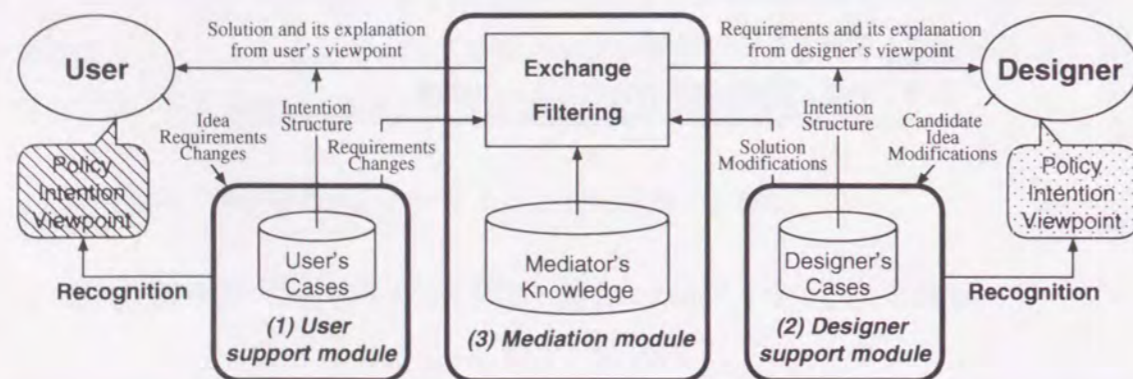 Solution and its explanation
from user's viewpoint
Requirements and its explanation
from designer's viewpoint
User
Exchange
Filtering
Designer
Idea
Requirements
Changes
Intention
Structure
Requirements
Changes
Solution
Modifications
Intention
Structure
Candidate
Idea
Modifications
Policy
Intention
Viewpoint
Policy
Intention
Viewpoint
User's
Cases
Mediator's
Knowledge
Designer's
Cases
Recognition
Recognition
(1) User
support module
(3) Mediation module
(2) Designer
support module